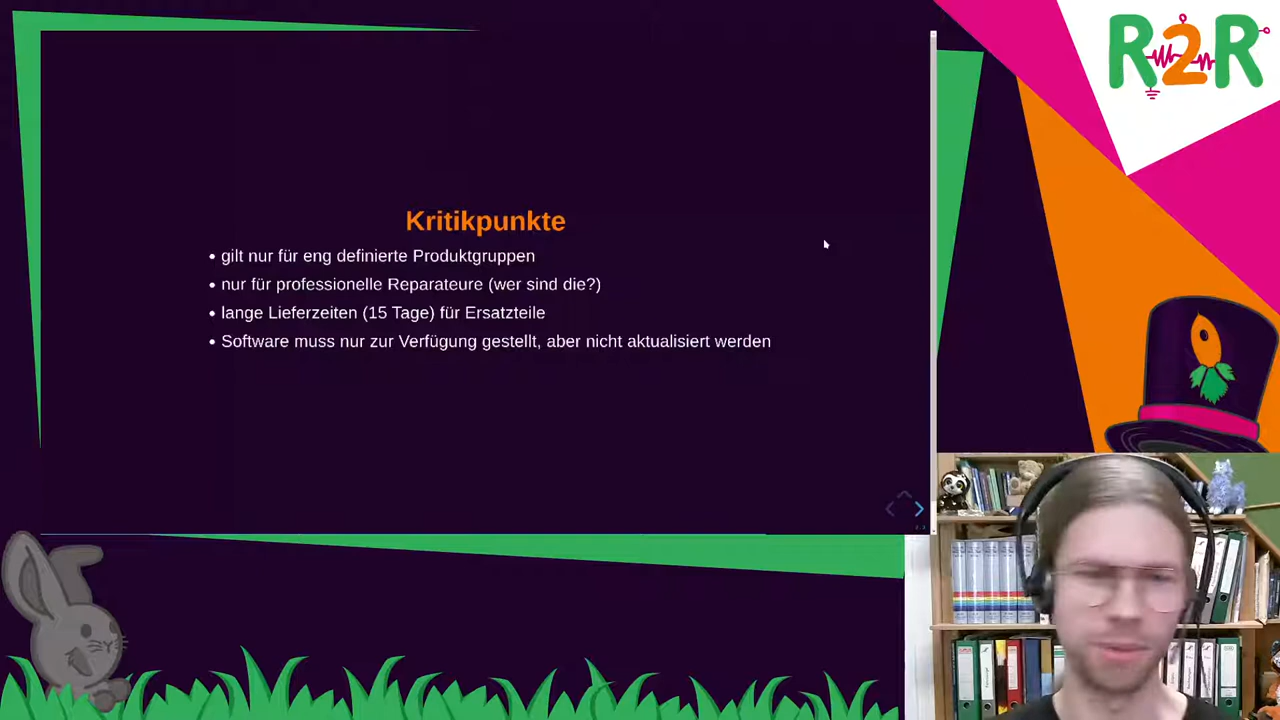 R2R
Kritikpunkte
• gilt nur für eng definierte Produktgruppen
• nur für professionelle Reparateure (wer sind die?)
• lange Lieferzeiten (15 Tage) für Ersatzteile
• Software muss nur zur Verfügung gestellt, aber nicht aktualisiert werden